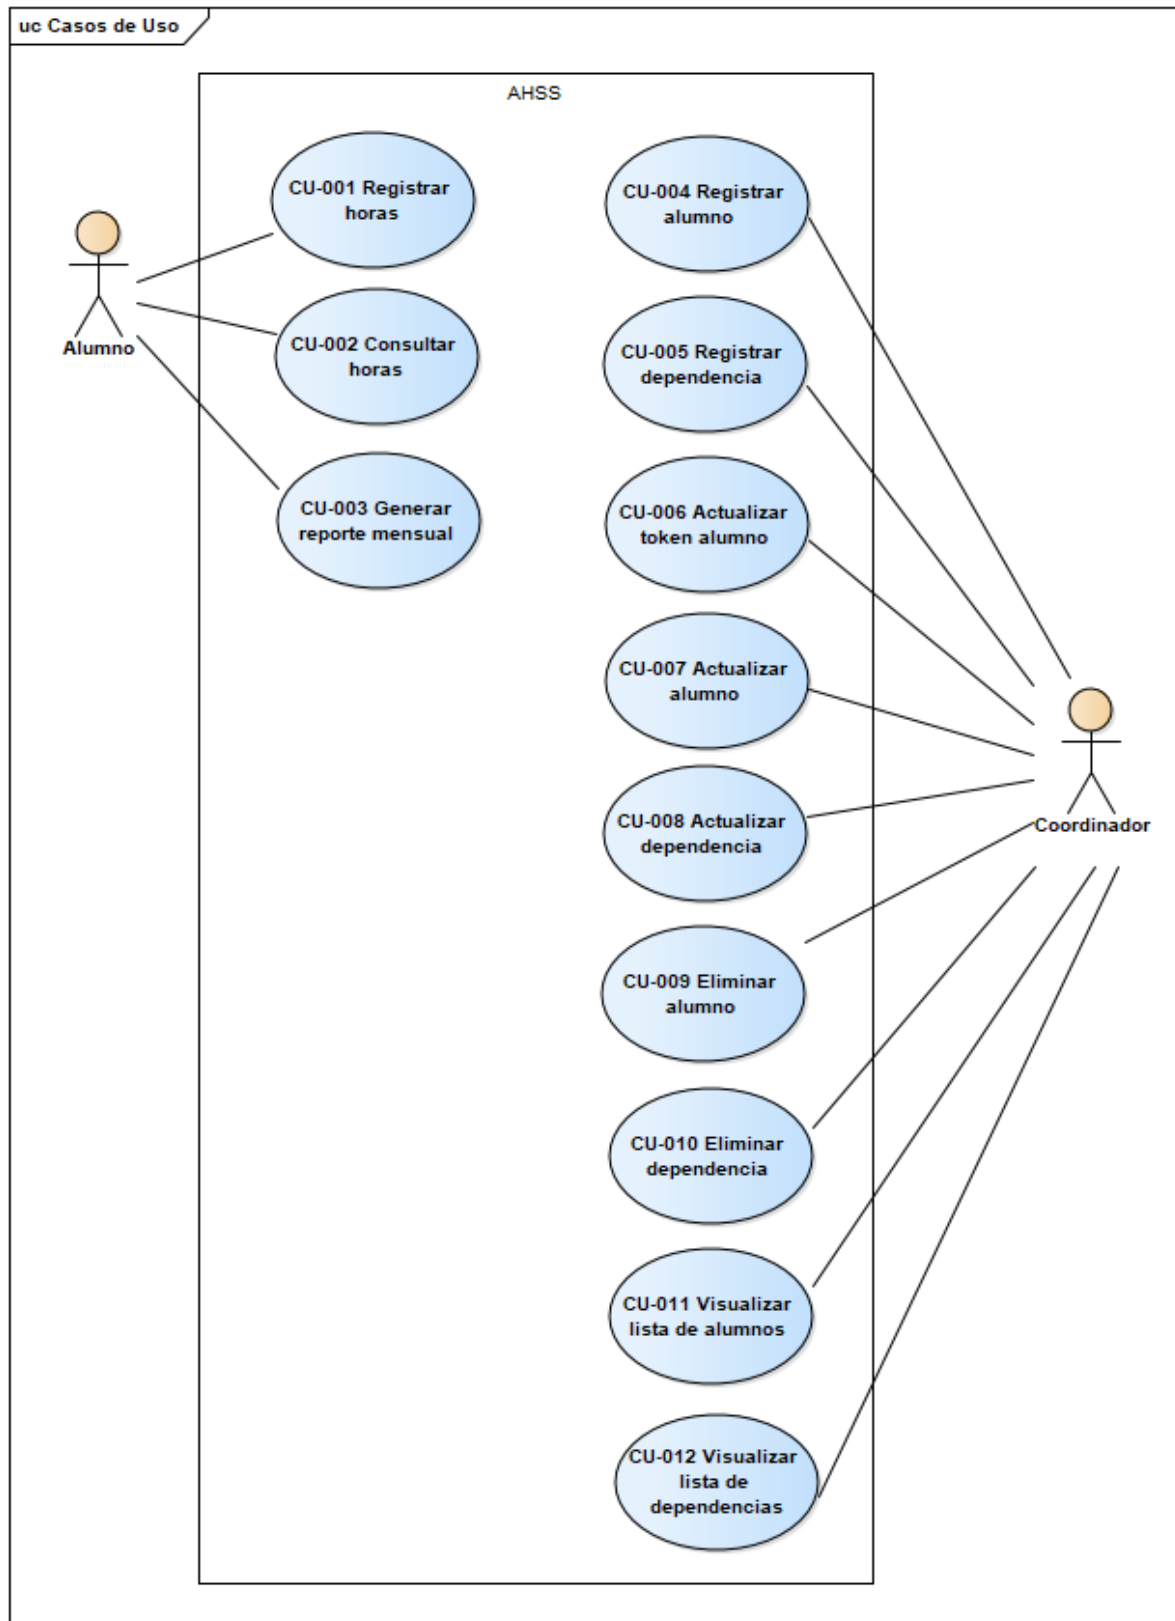 uc Casos de Uso
AHSS
CU-001 Registrar
horas
CU-002 Consultar
horas
CU-003 Generar
reporte mensual
Alumno
CU-004 Registrar
alumno
CU-005 Registrar
dependencia
CU-006 Actualizar
token alumno
CU-007 Actualizar
alumno
CU-008 Actualizar
dependencia
CU-009 Eliminar
alumno
CU-010 Eliminar
dependencia
CU-011 Visualizar
lista de alumnos
CU-012 Visualizar
lista de
dependencias
Coordinador